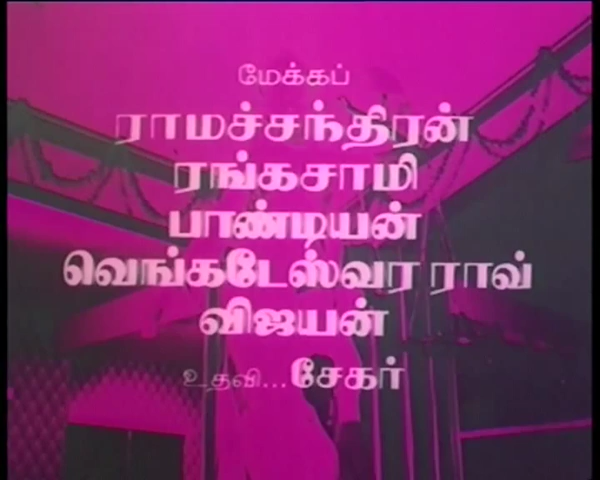 மேக்கப்
ராமச்சந்திரன்
ரங்கசாமி
பாண்டியன்
வெங்கடேஸ்வர ராவ்
விஜயன்
உதவி... சேகர்